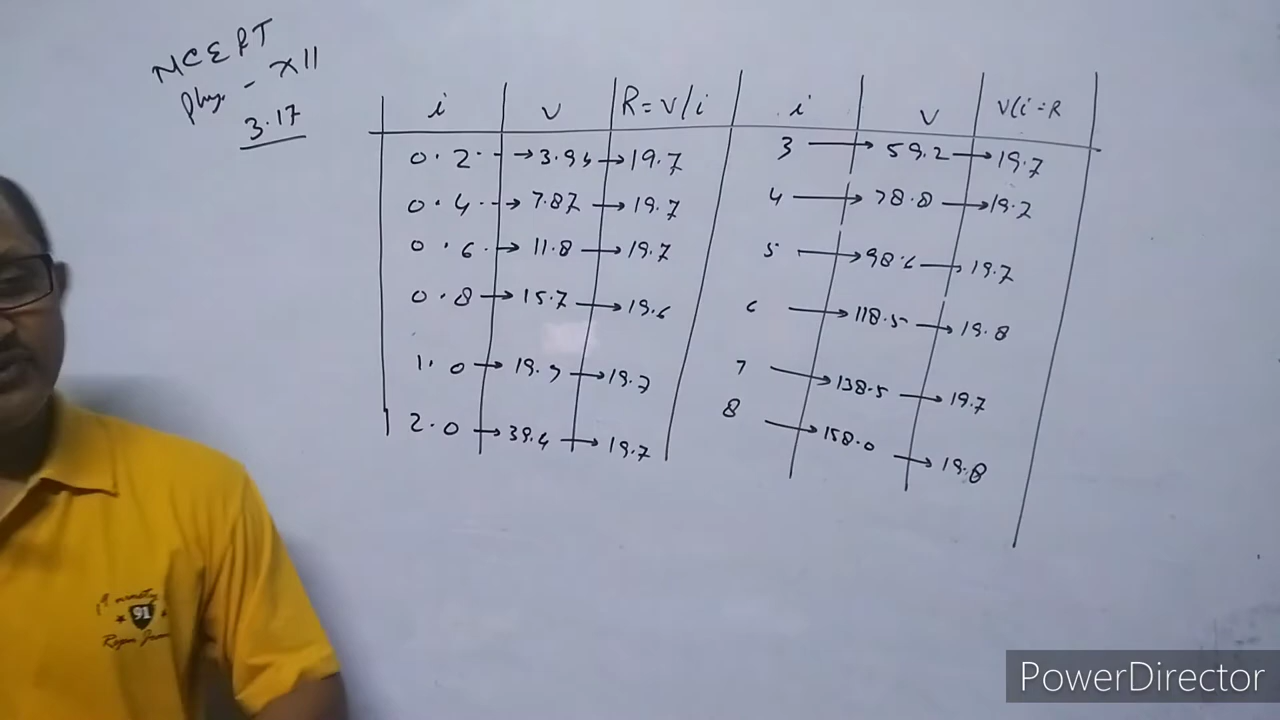 NCERT
Phy. - XII
3.17
i v R = v/i i v v/i = R
0.2 → 3.94 → 19.7 3 → 59.2 → 19.7
0.4 → 7.87 → 19.7 4 → 78.8 → 19.7
0.6 → 11.8 → 19.7 5 → 98.6 → 19.7
0.8 → 15.7 → 19.6 6 → 118.5 → 19.8
1.0 → 19.7 → 19.7 7 → 138.5 → 19.7
2.0 → 39.4 → 19.7 8 → 158.0 → 19.8
91
PowerDirector